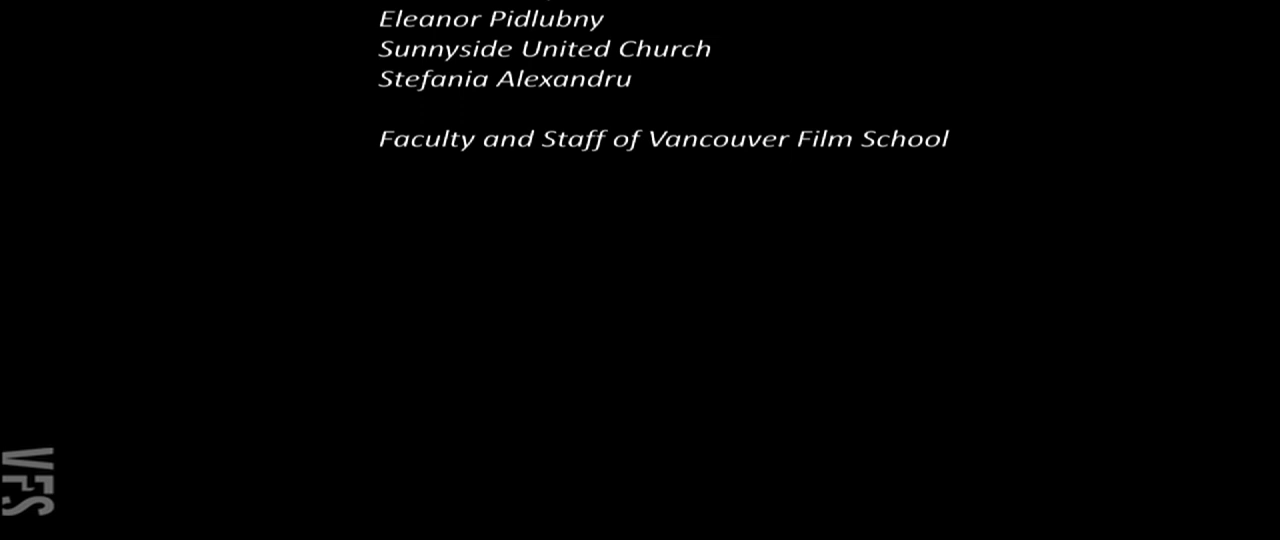 Eleanor Pidlubny
Sunnyside United Church
Stefania Alexandru
Faculty and Staff of Vancouver Film School
VFS